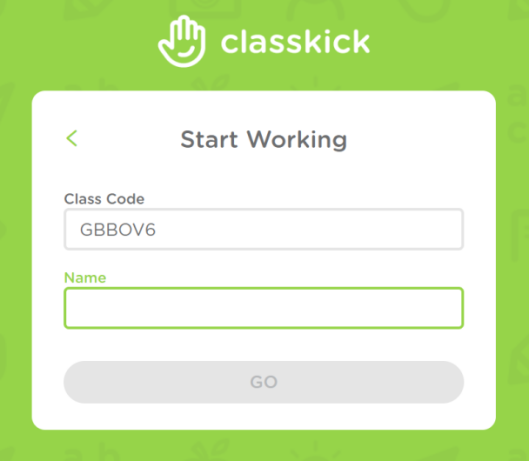 classkick
Start Working
Class Code
GBBOV6
Name
GO